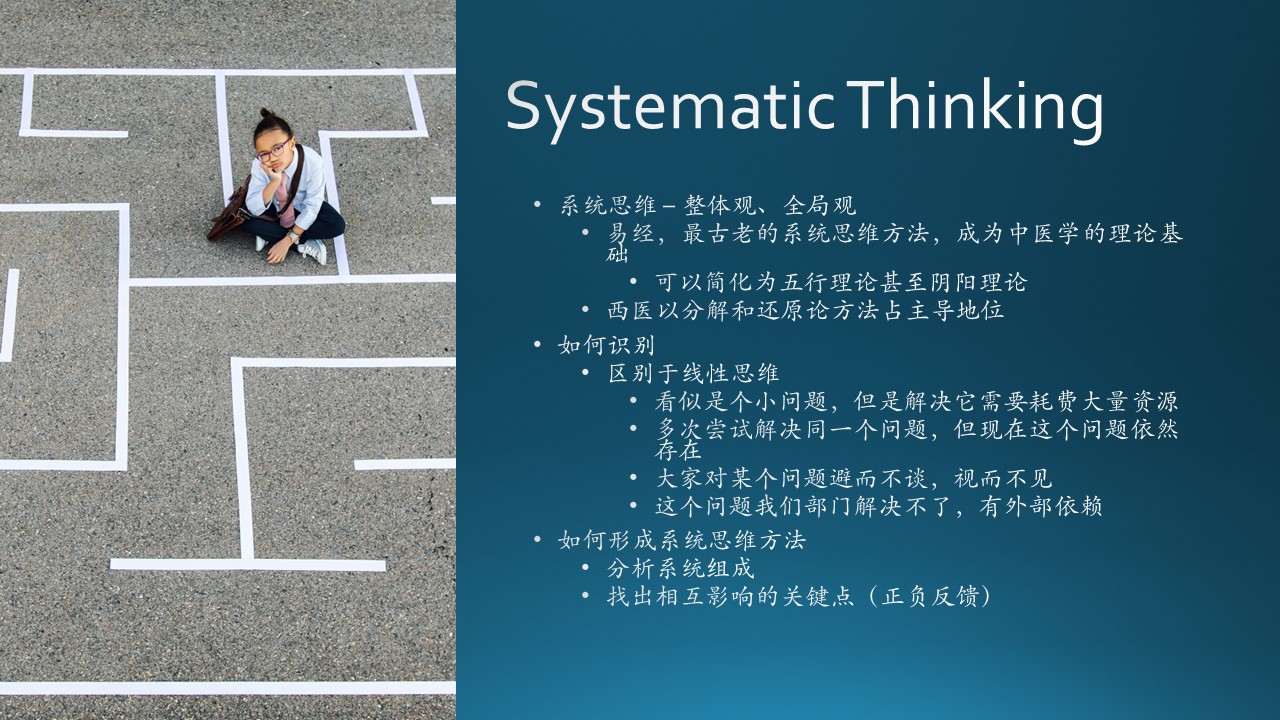 Systematic Thinking
• 系统思维 – 整体观、全局观
• 易经，最古老的系统思维方法，成为中医学的理论基
础
• 可以简化为五行理论甚至阴阳理论
• 西医以分解和还原论方法占主导地位
• 如何识别
• 区别于线性思维
• 看似是个小问题，但是解决它需要耗费大量资源
• 多次尝试解决同一个问题，但现在这个问题依然
存在
• 大家对某个问题避而不谈，视而不见
• 这个问题我们部门解决不了，有外部依赖
• 如何形成系统思维方法
• 分析系统组成
• 找出相互影响的关键点（正负反馈）